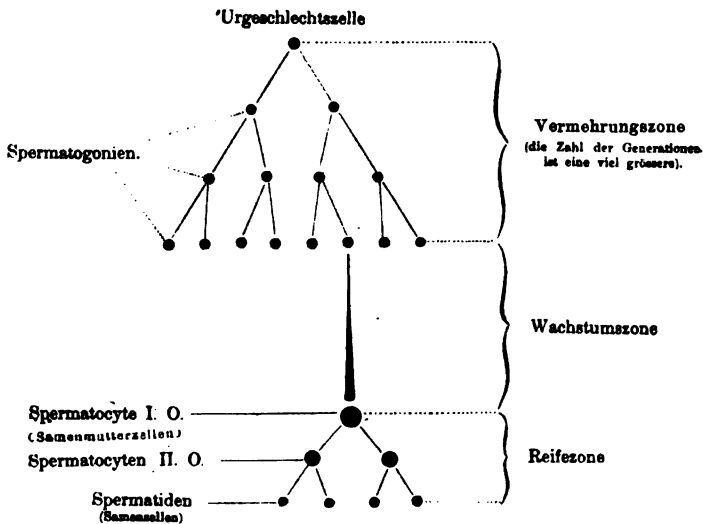 Urgeschlechtszelle
Spermatogonien.
Vermehrungszone
(die Zahl der Generationen
ist eine viel grössere).
Wachstumszone
Spermatocyte I. O.
(Samenmutterzellen)
Spermatocyten II. O.
Reifezone
Spermatiden
(Samenzellen)